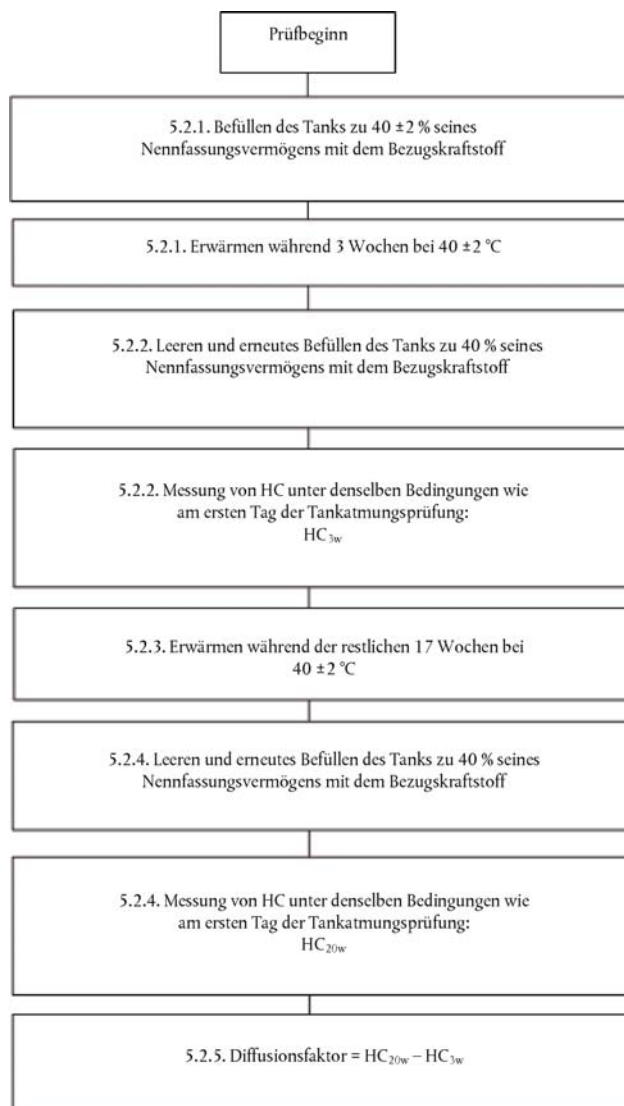 Prüfbeginn
5.2.1. Befüllen des Tanks zu 40 ±2 % seines
Nennfassungsvermögens mit dem Bezugskraftstoff
5.2.1. Erwärmen während 3 Wochen bei 40 ±2 °C
5.2.2. Leeren und erneutes Befüllen des Tanks zu 40 % seines
Nennfassungsvermögens mit dem Bezugskraftstoff
5.2.2. Messung von HC unter denselben Bedingungen wie
am ersten Tag der Tankatmungsprüfung:
HC3w
5.2.3. Erwärmen während der restlichen 17 Wochen bei
40 ±2 °C
5.2.4. Leeren und erneutes Befüllen des Tanks zu 40 % seines
Nennfassungsvermögens mit dem Bezugskraftstoff
5.2.4. Messung von HC unter denselben Bedingungen wie
am ersten Tag der Tankatmungsprüfung:
HC20w
5.2.5. Diffusionsfaktor = HC20w – HC3w